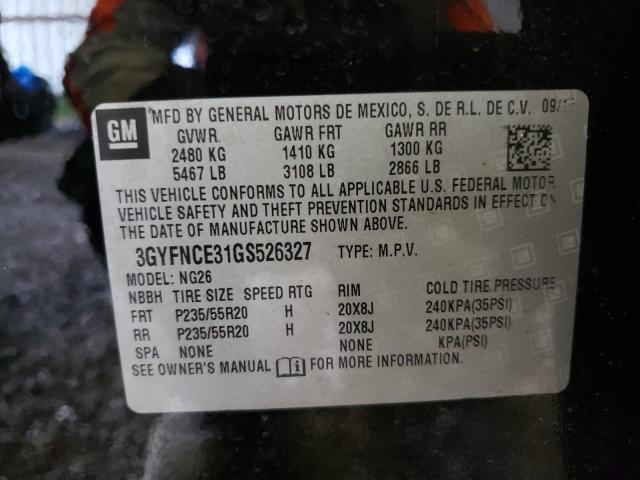 GM
MFD BY GENERAL MOTORS DE MEXICO, S. DE R.L. DE C.V. 09/
GVWR GAWR FRT GAWR RR
2480 KG 1410 KG 1300 KG
5467 LB 3108 LB 2866 LB
THIS VEHICLE CONFORMS TO ALL APPLICABLE U.S. FEDERAL MOTOR
VEHICLE SAFETY AND THEFT PREVENTION STANDARDS IN EFFECT ON
THE DATE OF MANUFACTURE SHOWN ABOVE.
3GYFNCE31GS526327 TYPE: M.P.V.
MODEL: NG26
NBBH TIRE SIZE SPEED RTG RIM COLD TIRE PRESSURE
FRT P235/55R20 H 20X8J 240KPA(35PSI)
RR P235/55R20 H 20X8J 240KPA(35PSI)
SPA NONE NONE KPA(PSI)
SEE OWNER'S MANUAL FOR MORE INFORMATION.